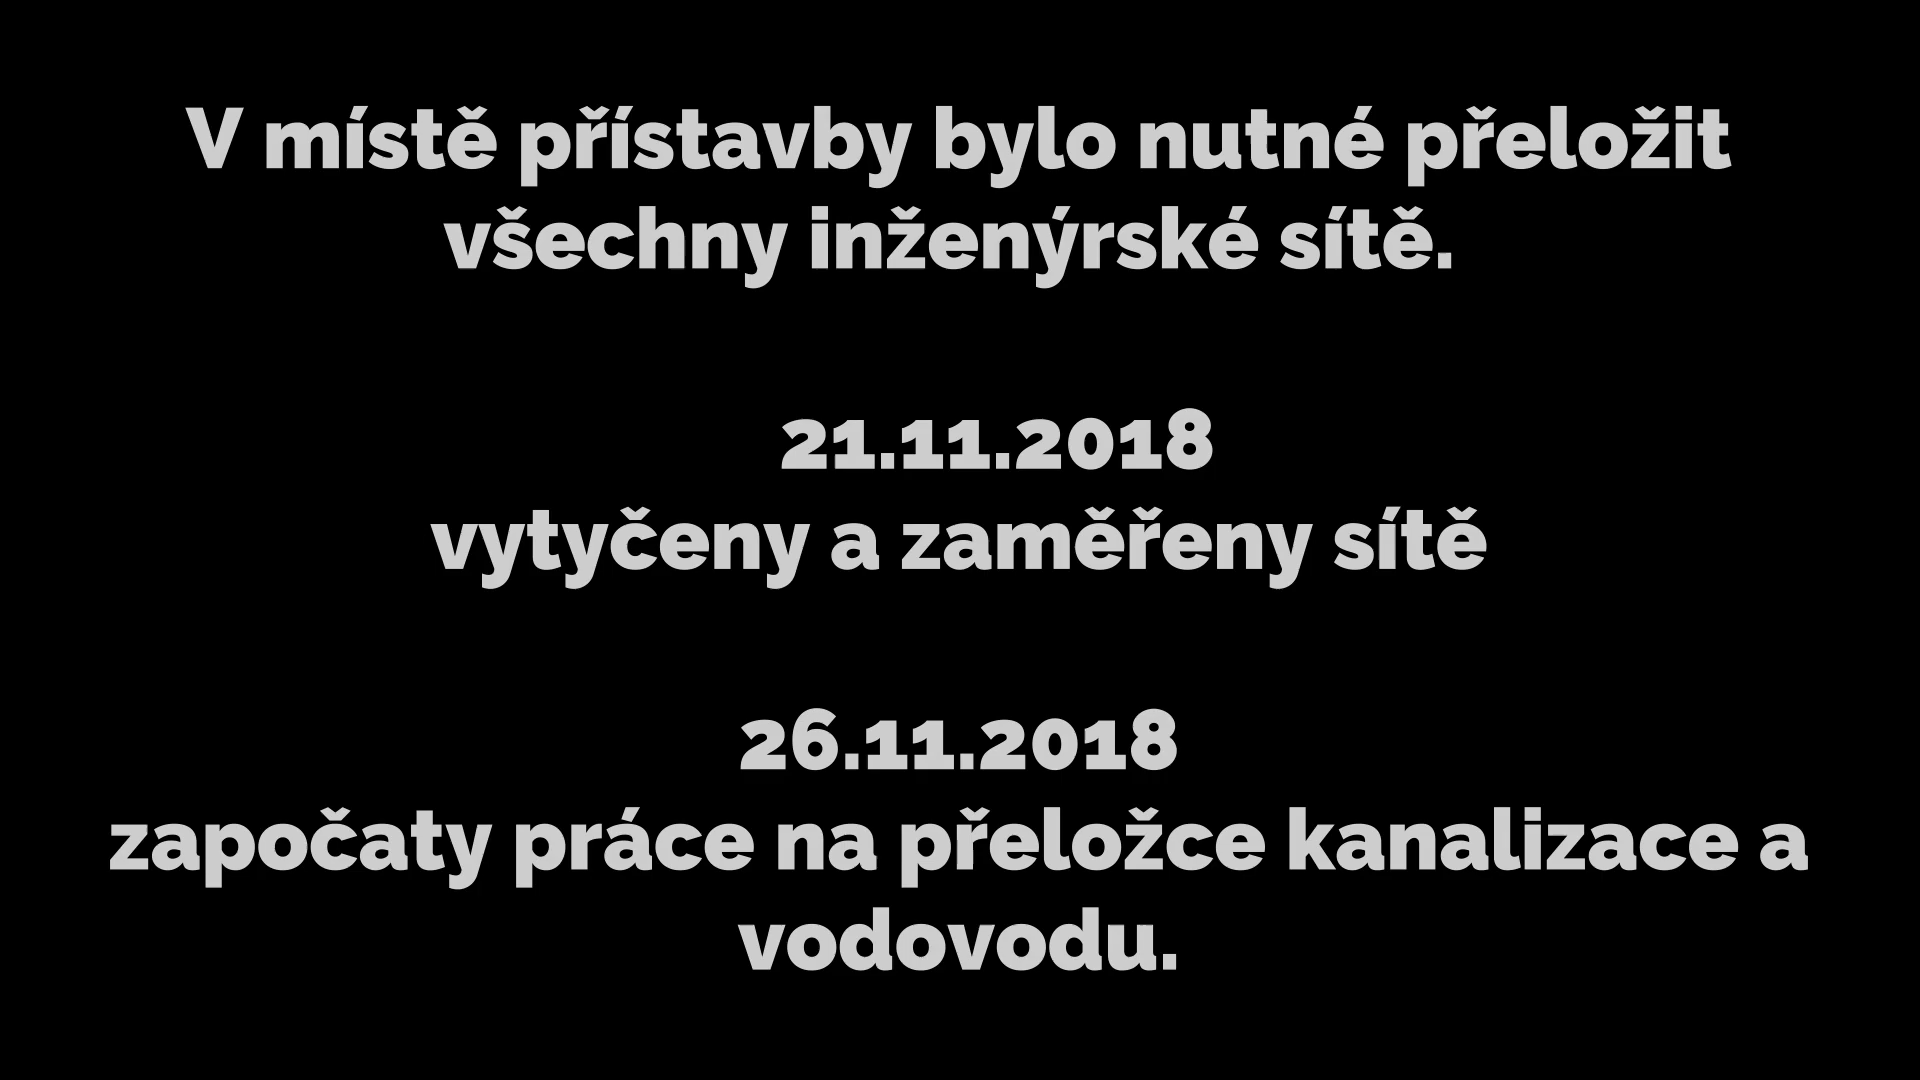 V místě přístavby bylo nutné přeložit
všechny inženýrské sítě.
21.11.2018
vytyčeny a zaměřeny sítě
26.11.2018
započaty práce na přeložce kanalizace a
vodovodu.